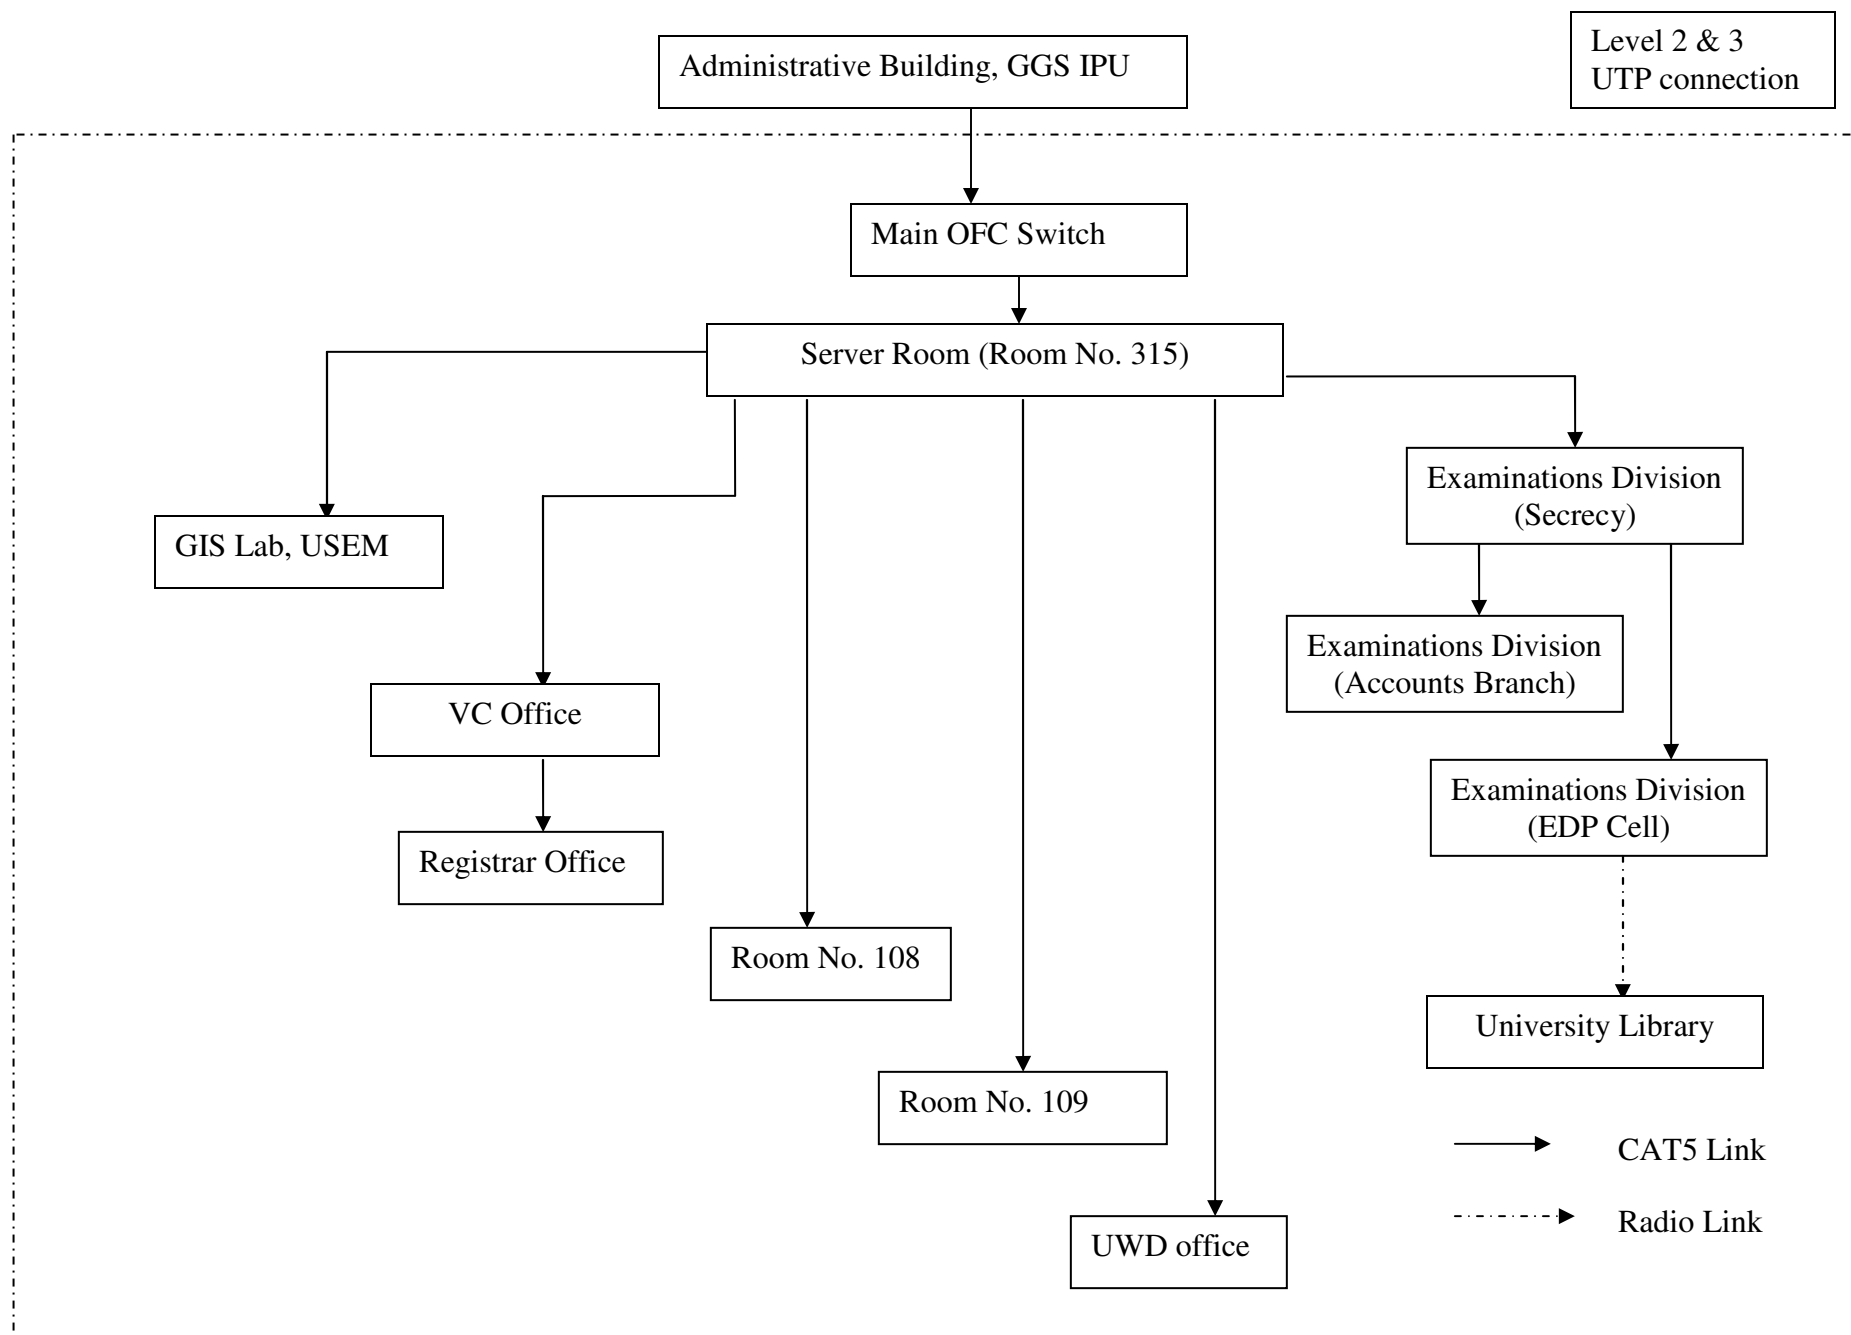 Administrative Building, GGS IPU
Level 2 & 3
UTP connection
Main OFC Switch
Server Room (Room No. 315)
Examinations Division
(Secrecy)
GIS Lab, USEM
Examinations Division
(Accounts Branch)
VC Office
Examinations Division
(EDP Cell)
Registrar Office
Room No. 108
University Library
Room No. 109
CAT5 Link
Radio Link
UWD office